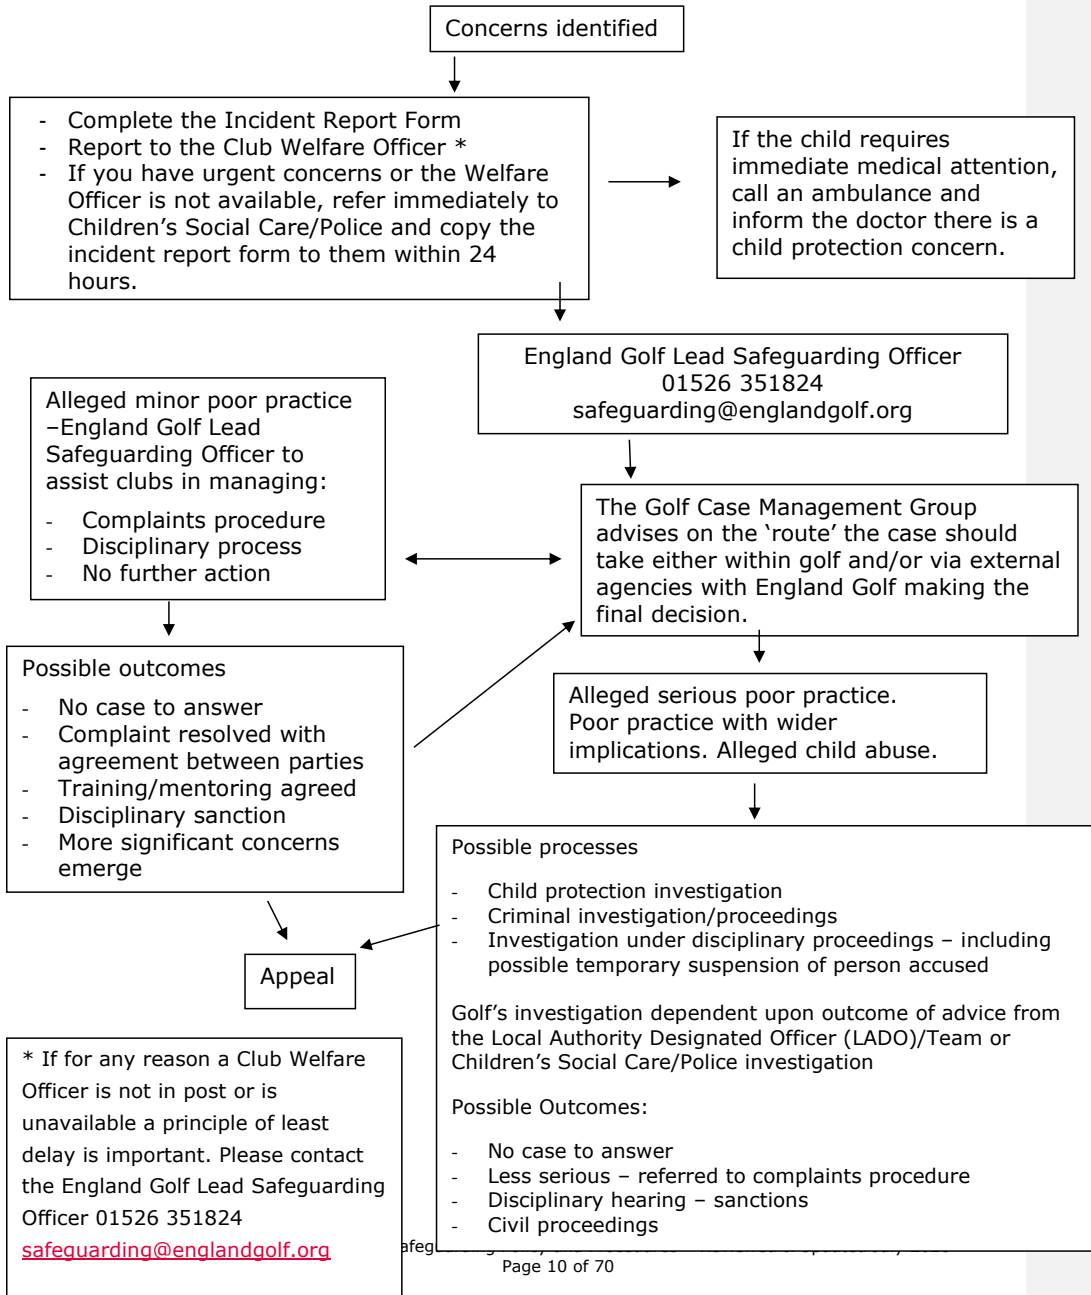 Concerns identified
- Complete the Incident Report Form
- Report to the Club Welfare Officer *
- If you have urgent concerns or the Welfare
Officer is not available, refer immediately to
Children's Social Care/Police and copy the
incident report form to them within 24
hours.
If the child requires
immediate medical attention,
call an ambulance and
inform the doctor there is a
child protection concern.
England Golf Lead Safeguarding Officer
01526 351824
safeguarding@englandgolf.org
Alleged minor poor practice
–England Golf Lead
Safeguarding Officer to
assist clubs in managing:
- Complaints procedure
- Disciplinary process
- No further action
The Golf Case Management Group
advises on the ‘route’ the case should
take either within golf and/or via external
agencies with England Golf making the
final decision.
Possible outcomes
- No case to answer
- Complaint resolved with
agreement between parties
- Training/mentoring agreed
- Disciplinary sanction
- More significant concerns
emerge
Alleged serious poor practice.
Poor practice with wider
implications. Alleged child abuse.
Possible processes
- Child protection investigation
- Criminal investigation/proceedings
- Investigation under disciplinary proceedings – including
possible temporary suspension of person accused
Golf’s investigation dependent upon outcome of advice from
the Local Authority Designated Officer (LADO)/Team or
Children’s Social Care/Police investigation
Possible Outcomes:
- No case to answer
- Less serious – referred to complaints procedure
- Disciplinary hearing – sanctions
- Civil proceedings
Appeal
* If for any reason a Club Welfare
Officer is not in post or is
unavailable a principle of least
delay is important. Please contact
the England Golf Lead Safeguarding
Officer 01526 351824
safeguarding@englandgolf.org
Page 10 of 70